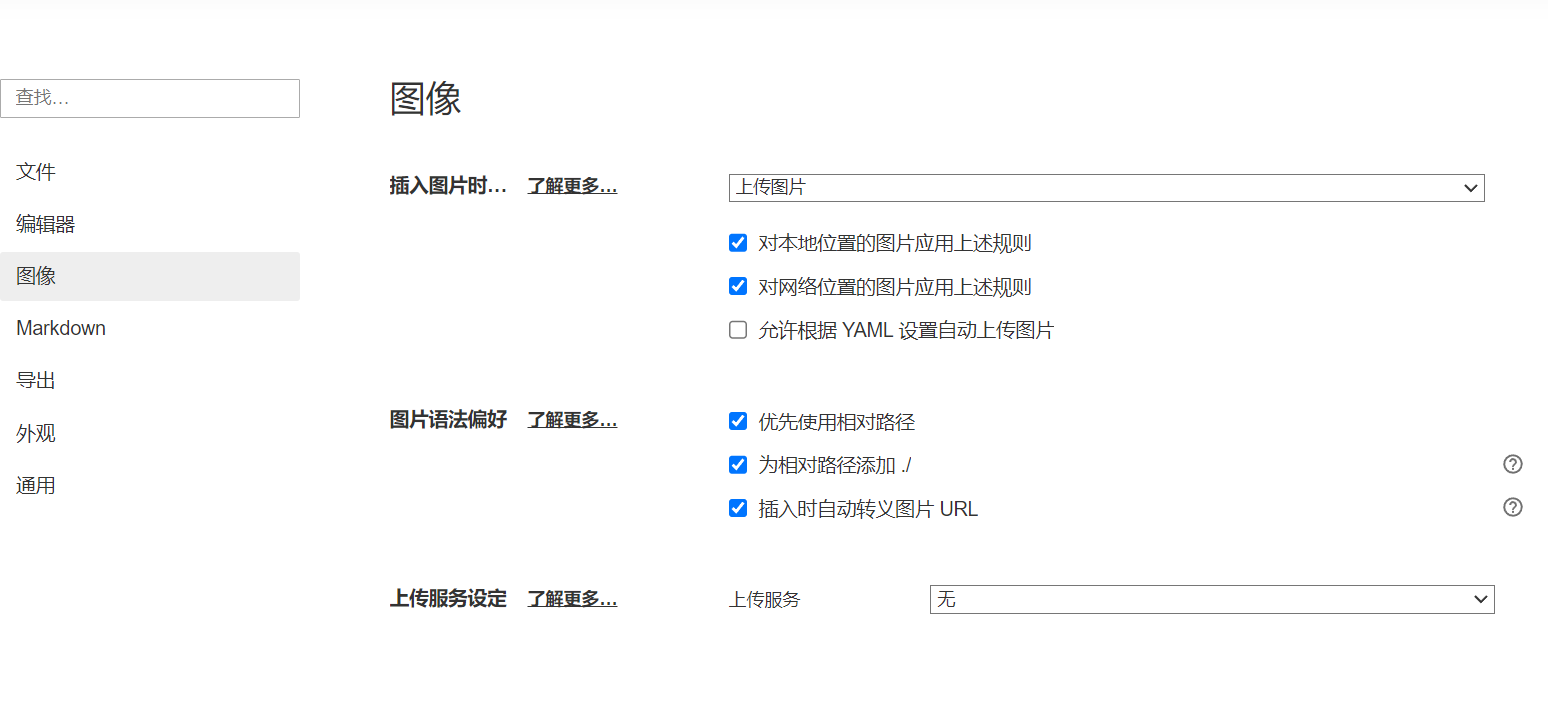 查找…
文件
编辑器
图像
Markdown
导出
外观
通用
图像
插入图片时… 了解更多… 上传图片
对本地位置的图片应用上述规则
对网络位置的图片应用上述规则
允许根据 YAML 设置自动上传图片
图片语法偏好 了解更多… 优先使用相对路径
为相对路径添加 ./
插入时自动转义图片 URL
上传服务设定 了解更多… 上传服务 无